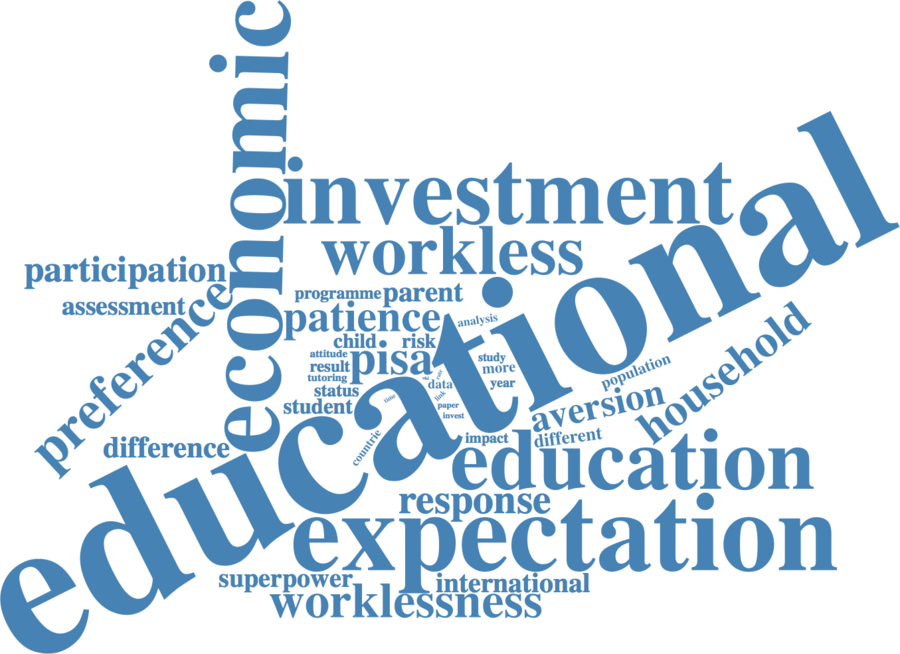 economic
investment
workless
educational
participation
assessment
preference
programme
parent
patience
analysis
child
risk
attitude
pisa
result
tutoring
study
more
data
year
status
student
time
link
paper
invest
population
household
aversion
countrie
impact
different
difference
education
response
expectation
superpower
international
worklessness